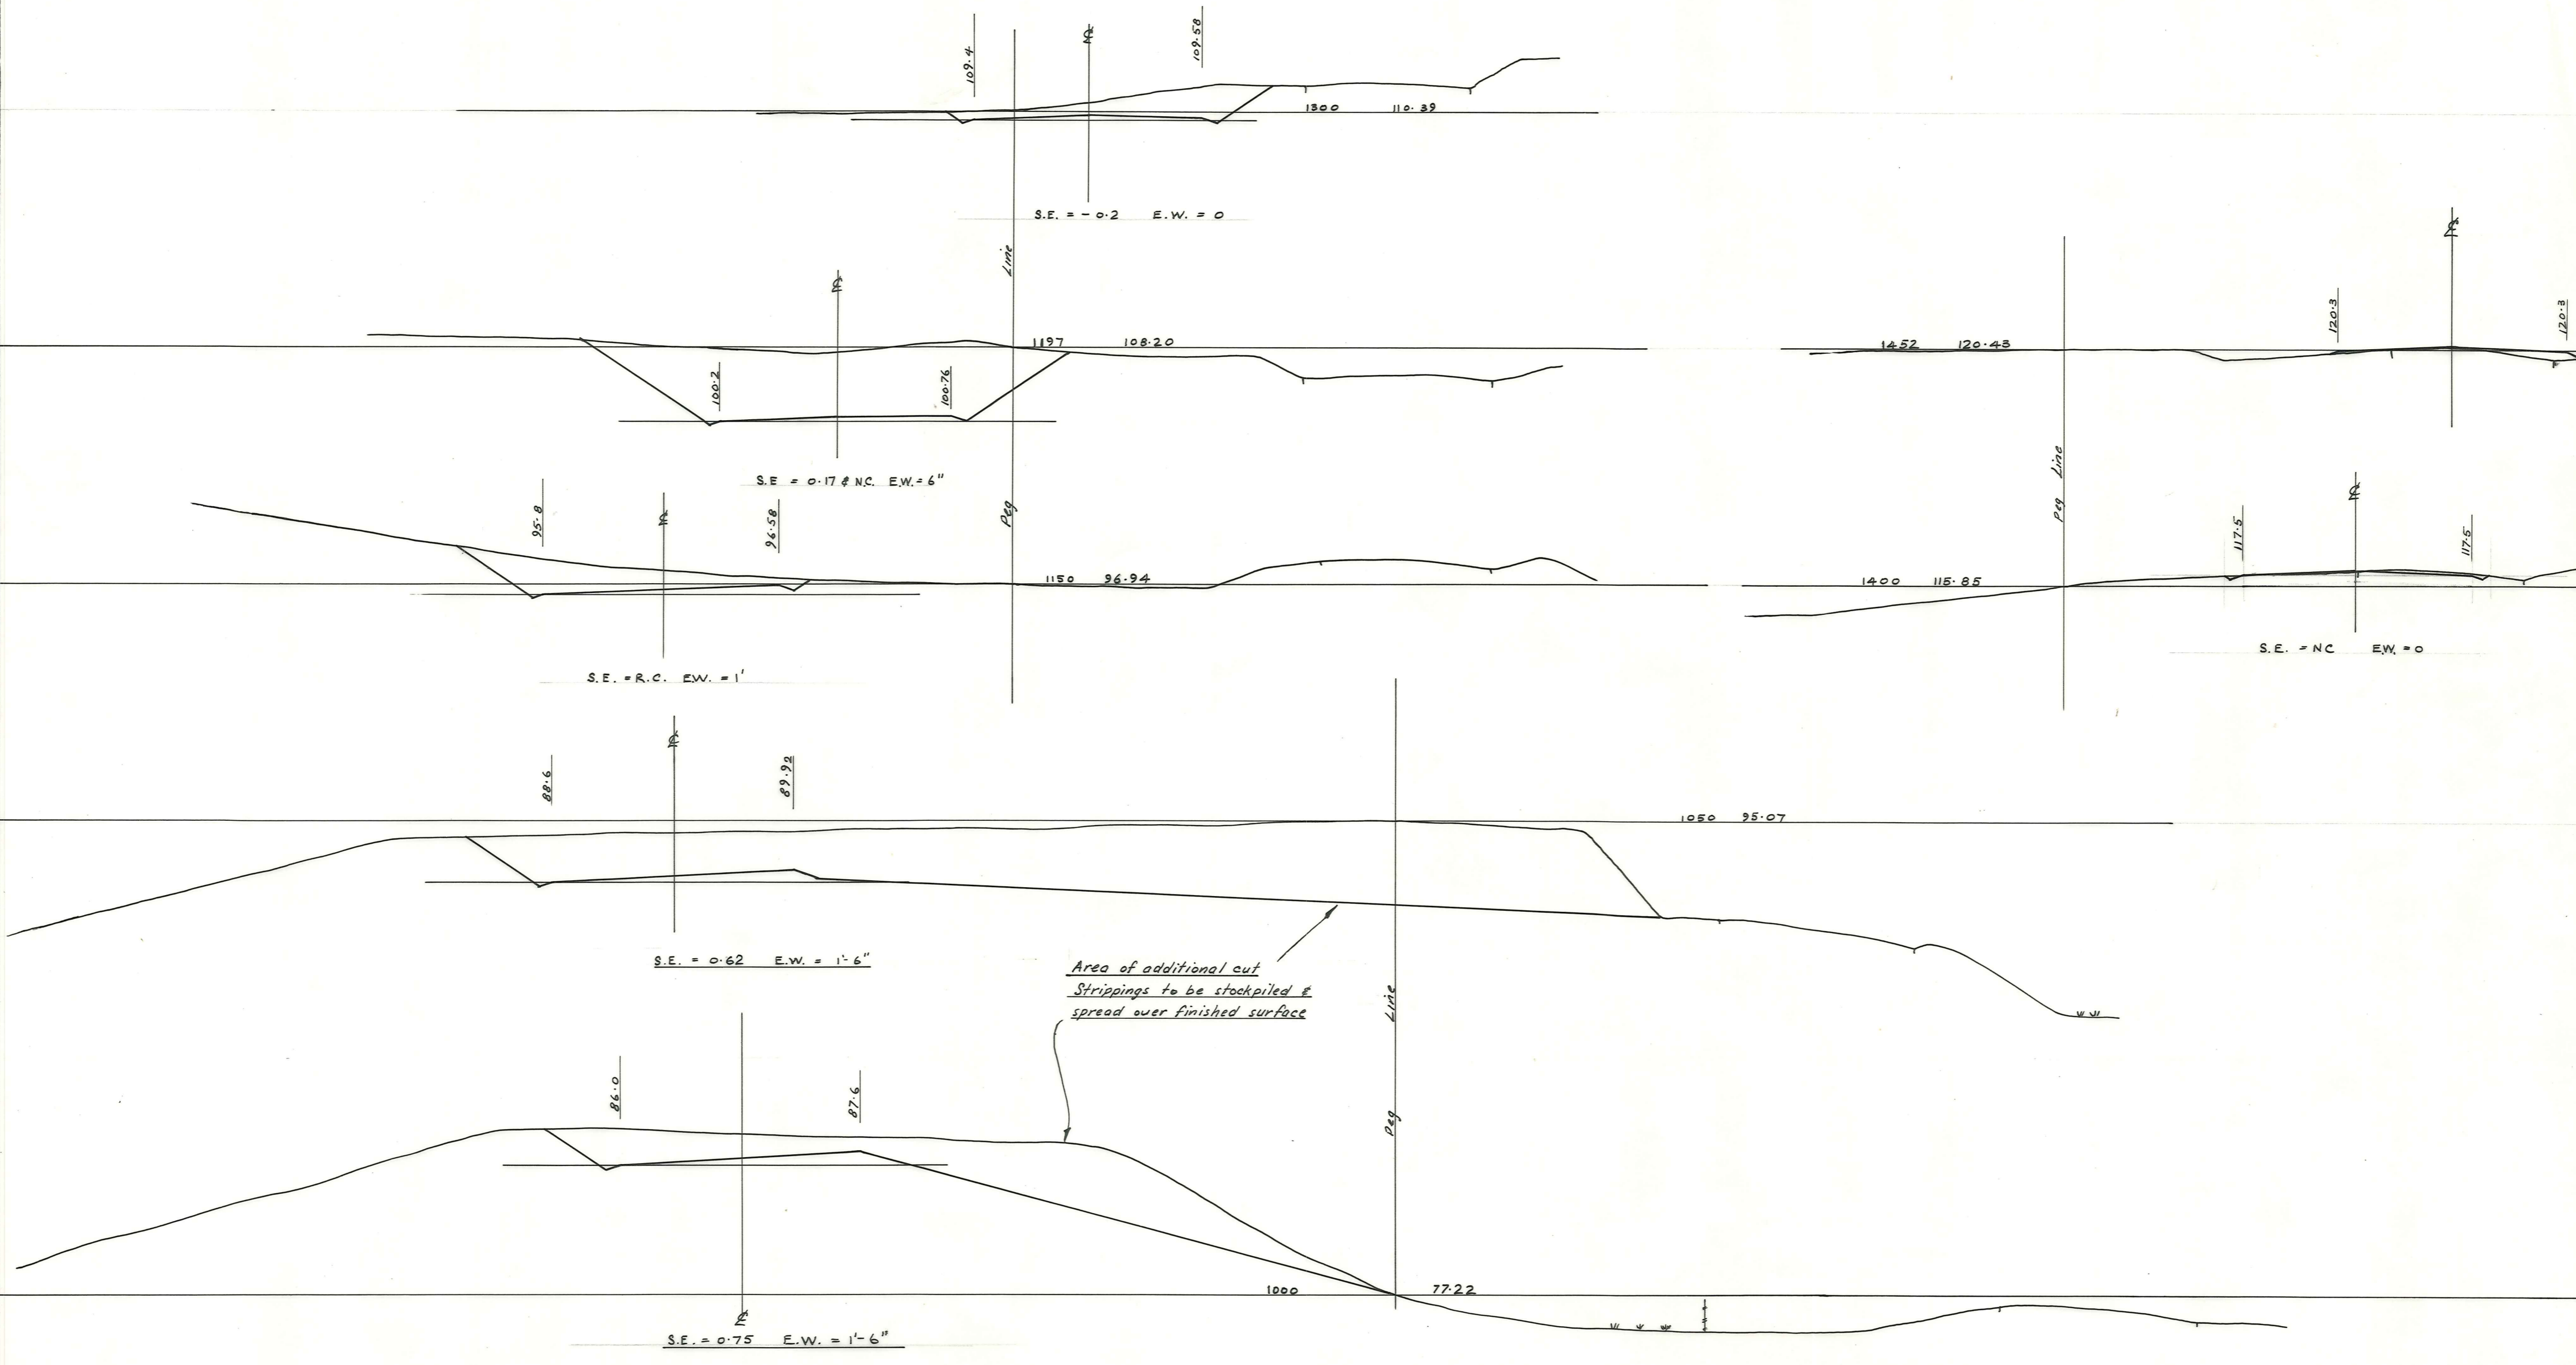 109.4
109.58
1300 110.39
S.E. = - 0.2 E.W. = 0
Line
Peg
1197 108.20
100.2
100.76
S.E = 0.17 & N.C. E.W. = 6"
95.8
96.58
1150 96.94
S.E. = R.C. E.W. = 1'
1452 120.43
120.3
120.3
Peg Line
117.5
117.5
1400 115.85
S.E. = NC E.W. = 0
88.6
89.92
1050 95.07
S.E. = 0.62 E.W. = 1'-6"
Area of additional cut
Strippings to be stockpiled &
spread over finished surface
Peg Line
86.0
87.6
1000 77.22
S.E. = 0.75 E.W. = 1'-6"